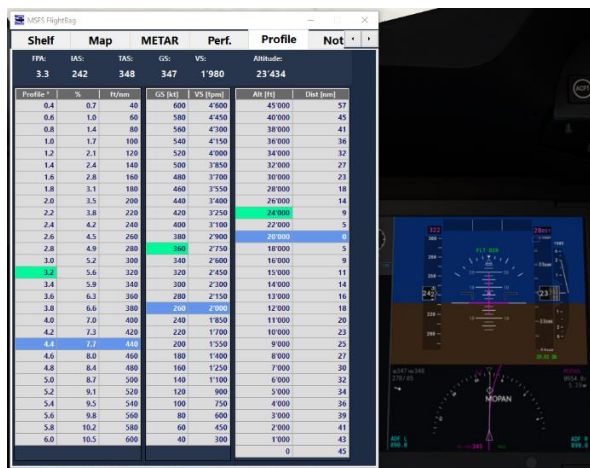 MSFS FlightBag
Shelf Map METAR Perf. Profile Not
FPA: IAS: TAS: GS: VS: Altitude:
3.3 242 348 347 1'980 23'434
Profile ° % ft/nm GS [kt] VS [fpm] Alt [ft] Dist [nm]
0.4 0.7 40 600 4'600 45'000 57
0.6 1.0 60 580 4'450 40'000 45
0.8 1.4 80 560 4'300 38'000 41
1.0 1.7 100 540 4'150 36'000 36
1.2 2.1 120 520 4'000 34'000 32
1.4 2.4 140 500 3'850 32'000 27
1.6 2.8 160 480 3'700 30'000 23
1.8 3.1 180 460 3'550 28'000 18
2.0 3.5 200 440 3'400 26'000 14
2.2 3.8 220 420 3'250 24'000 9
2.4 4.2 240 400 3'100 22'000 5
2.6 4.5 260 380 2'900 20'000 0
2.8 4.9 280 360 2'750 18'000 5
3.0 5.2 300 340 2'600 16'000 9
3.2 5.6 320 320 2'450 15'000 11
3.4 5.9 340 300 2'300 14'000 14
3.6 6.3 360 280 2'150 13'000 16
3.8 6.6 380 260 2'000 12'000 18
4.0 7.0 400 240 1'850 11'000 20
4.2 7.3 420 220 1'700 10'000 23
4.4 7.7 440 200 1'550 9'000 25
4.6 8.0 460 180 1'400 8'000 27
4.8 8.4 480 160 1'250 7'000 30
5.0 8.7 500 140 1'100 6'000 32
5.2 9.1 520 120 900 5'000 34
5.4 9.5 540 100 750 4'000 36
5.6 9.8 560 80 600 3'000 39
5.8 10.2 580 60 450 2'000 41
6.0 10.5 600 40 300 1'000 43
0 45
ACPT
322
FLT DIR
MOPAN
ADF L
ADF R